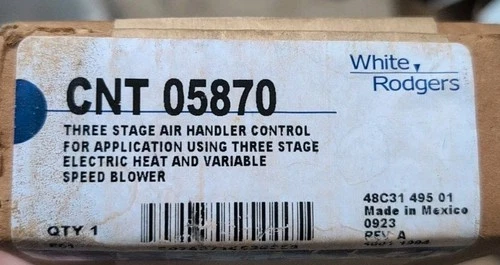 White
Rodgers
CNT 05870
THREE STAGE AIR HANDLER CONTROL
FOR APPLICATION USING THREE STAGE
ELECTRIC HEAT AND VARIABLE
SPEED BLOWER
48C31 495 01
Made in Mexico
0923
REV A
QTY 1